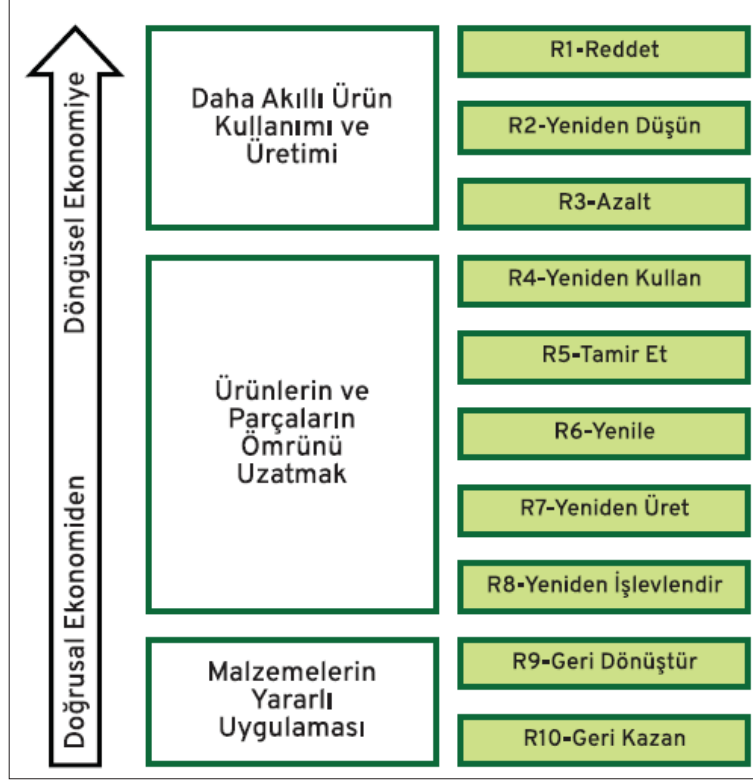 Döngüsel Ekonomiye
Doğrusal Ekonomiden
Daha Akıllı Ürün
Kullanımı ve
Üretimi
R1-Reddet
R2-Yeniden Düşün
R3-Azalt
Ürünlerin ve
Parçaların
Ömrünü
Uzatmak
R4-Yeniden Kullan
R5-Tamir Et
R6-Yenile
R7-Yeniden Üret
R8-Yeniden İşlevlendir
Malzemelerin
Yararlı
Uygulaması
R9-Geri Dönüştür
R10-Geri Kazan